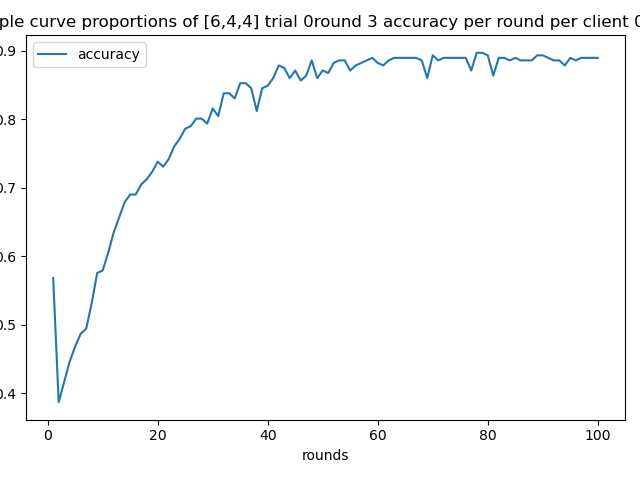 ple curve proportions of [6,4,4] trial 0round 3 accuracy per round per client 0
accuracy
0.9
0.8
0.7
0.6
0.5
0.4
0 20 40 60 80 100
rounds